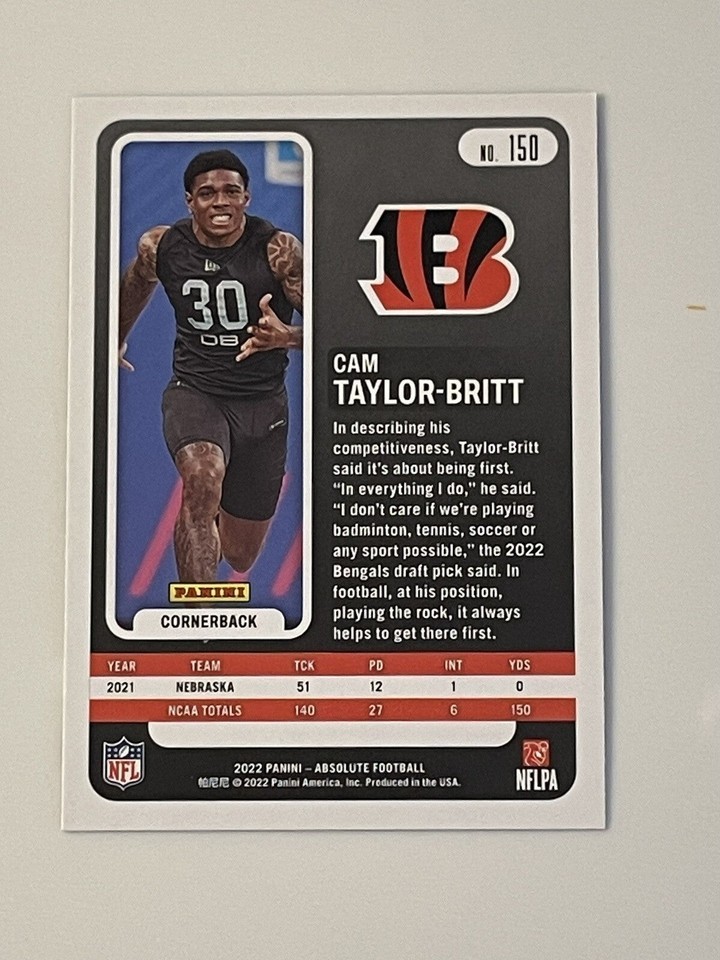 NO. 150
30
DB
CAM
TAYLOR-BRITT
In describing his
competitiveness, Taylor-Britt
said it's about being first.
“In everything I do,” he said.
“I don't care if we're playing
badminton, tennis, soccer or
any sport possible,” the 2022
Bengals draft pick said. In
football, at his position,
playing the rock, it always
helps to get there first.
PANINI
CORNERBACK
YEAR TEAM TCK PD INT YDS
2021 NEBRASKA 51 12 1 0
NCAA TOTALS 140 27 6 150
NFL
2022 PANINI – ABSOLUTE FOOTBALL
帕尼尼 © 2022 Panini America, Inc. Produced in the USA.
NFLPA